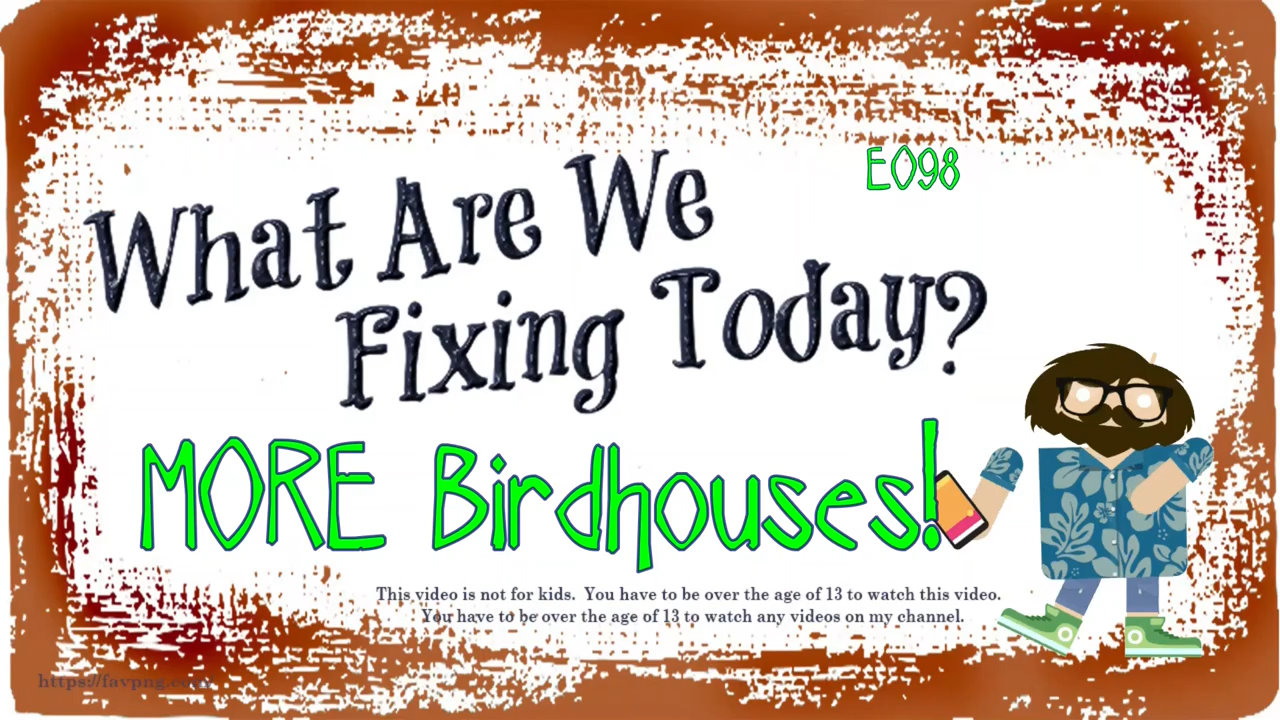 E098
What Are We
Fixing Today?
MORE Birdhouses!
This video is not for kids.  You have to be over the age of 13 to watch this video.
You have to be over the age of 13 to watch any videos on my channel.
https://favpng.com